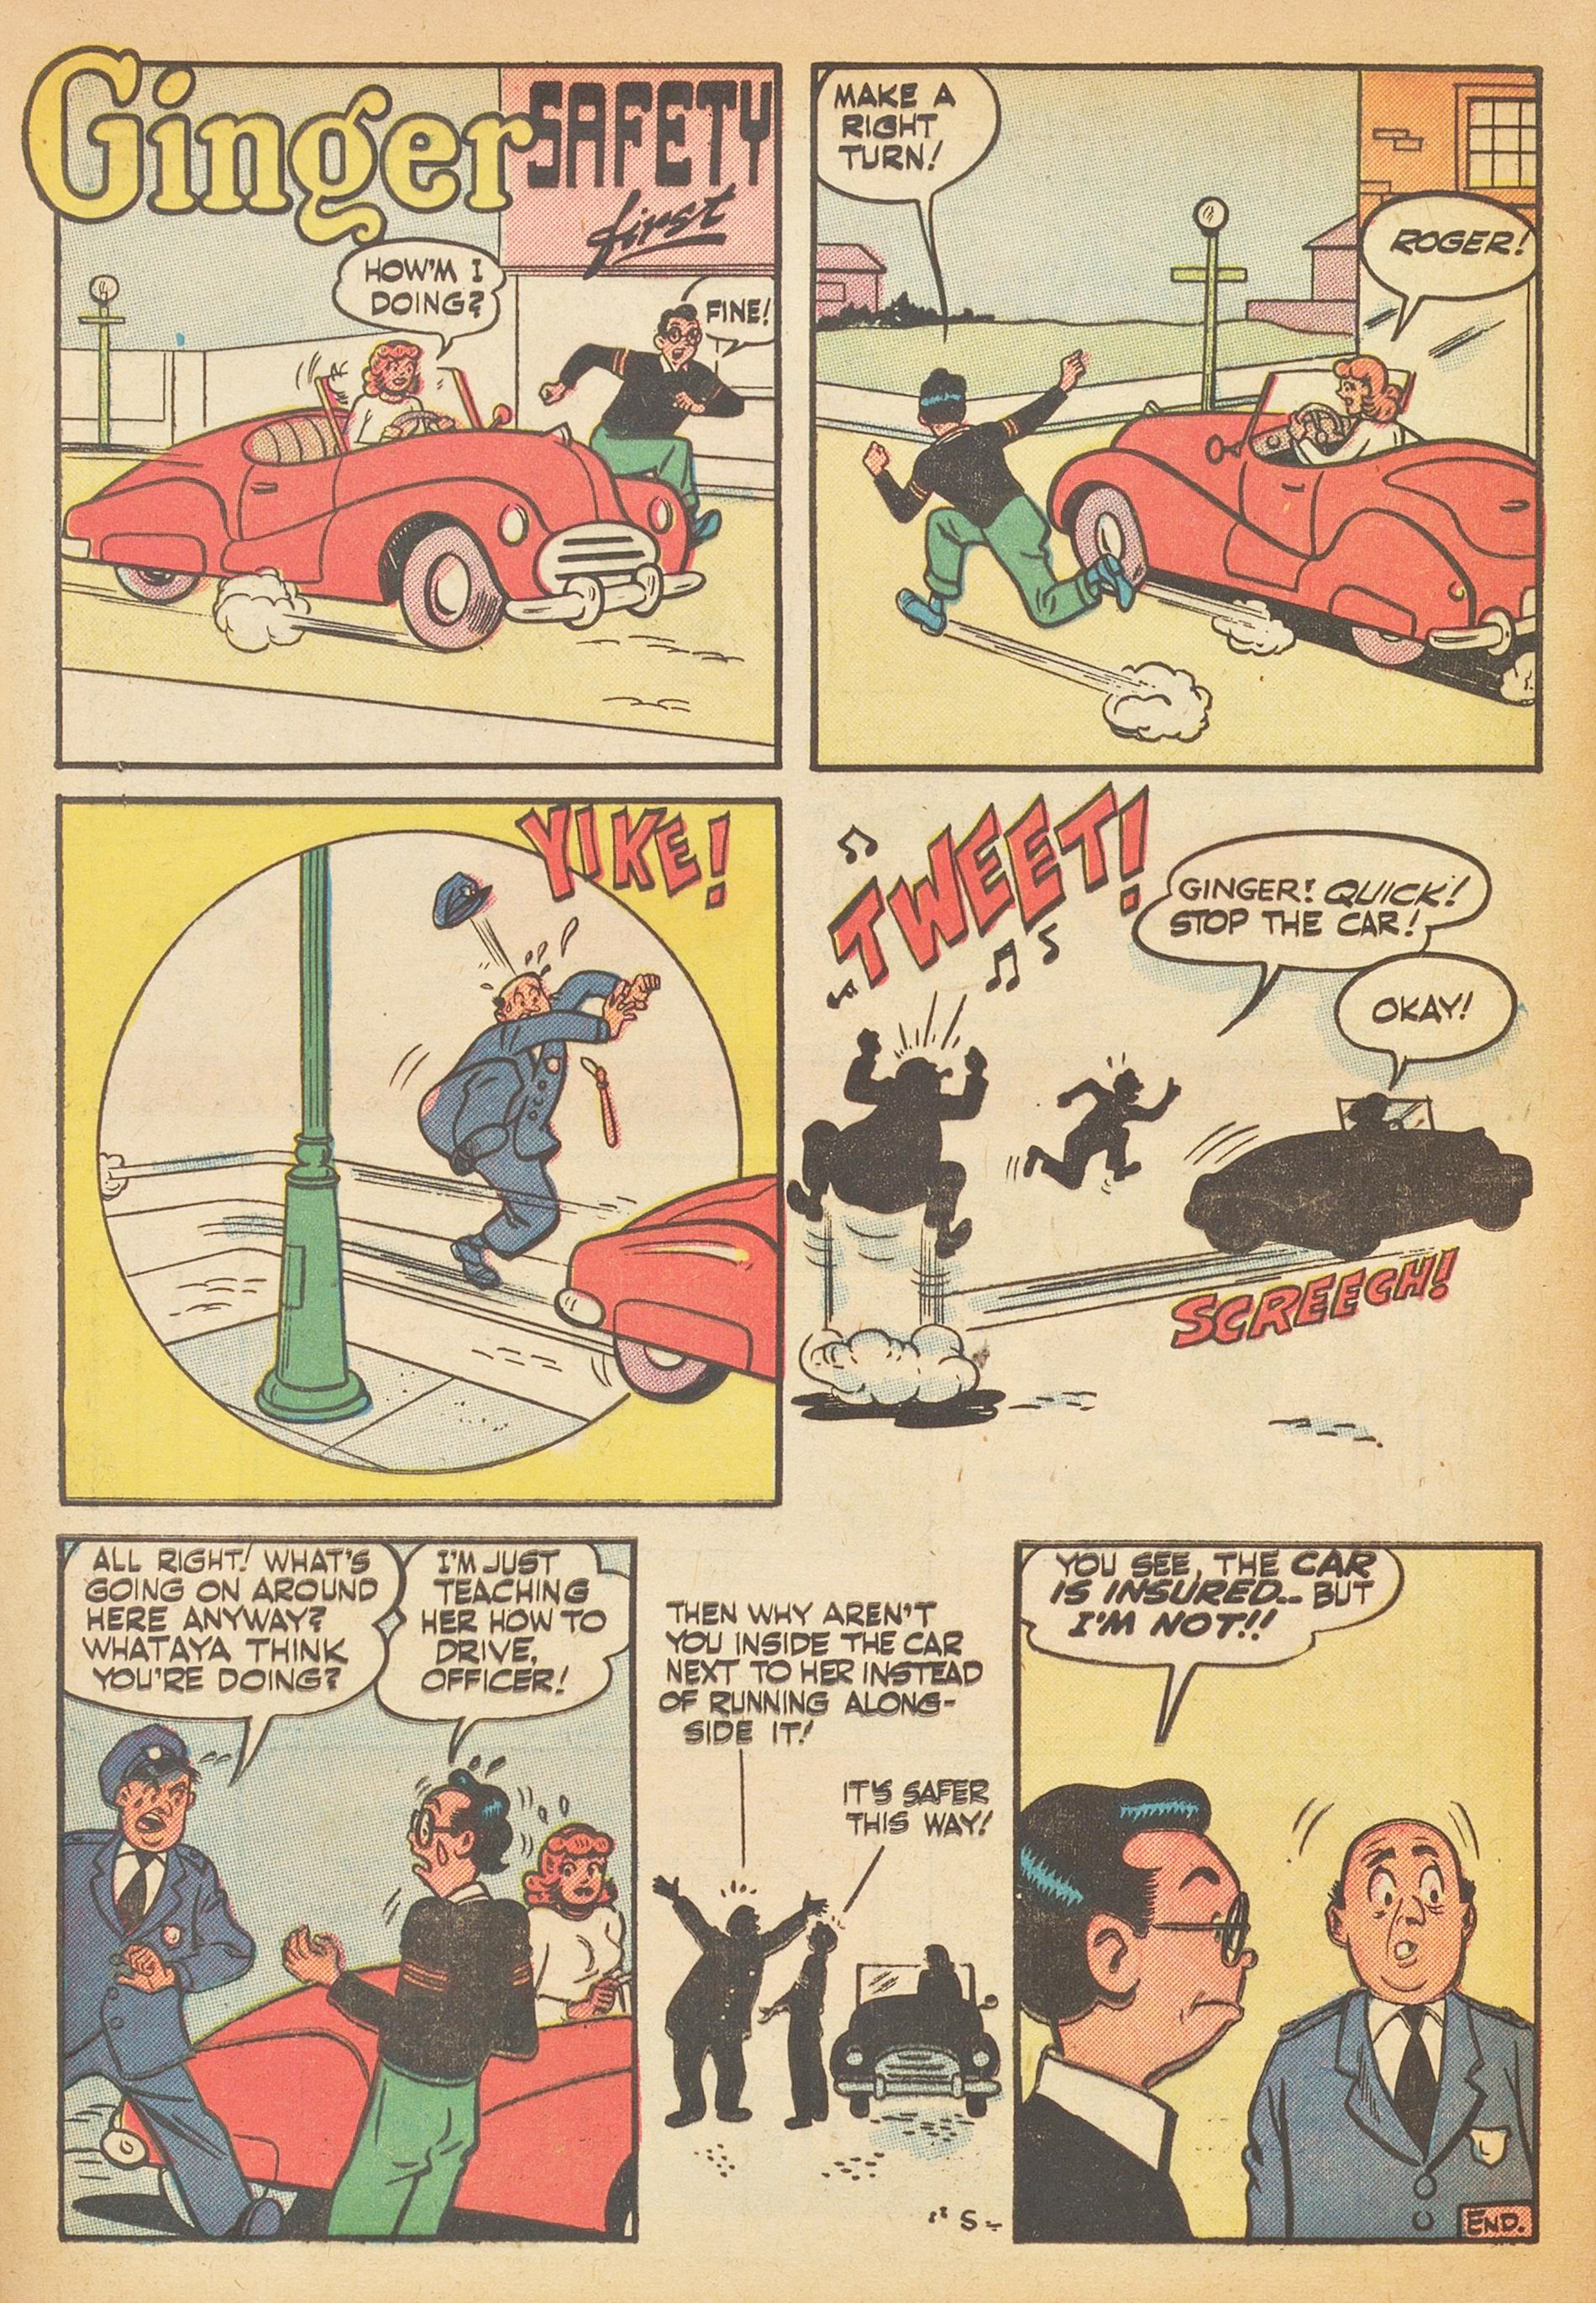 Ginger
SAFETY
first
HOW'M I
DOING?
FINE!
MAKE A
RIGHT
TURN!
ROGER!
YIKE!
TWEET!
GINGER! QUICK!
STOP THE CAR!
OKAY!
SCREECH!
ALL RIGHT! WHAT'S
GOING ON AROUND
HERE ANYWAY?
WHATAYA THINK
YOU'RE DOING?
I'M JUST
TEACHING
HER HOW TO
DRIVE,
OFFICER!
THEN WHY AREN'T
YOU INSIDE THE CAR
NEXT TO HER INSTEAD
OF RUNNING ALONG-
SIDE IT!
IT'S SAFER
THIS WAY!
S
YOU SEE, THE CAR
IS INSURED.. BUT
I'M NOT!!
END.